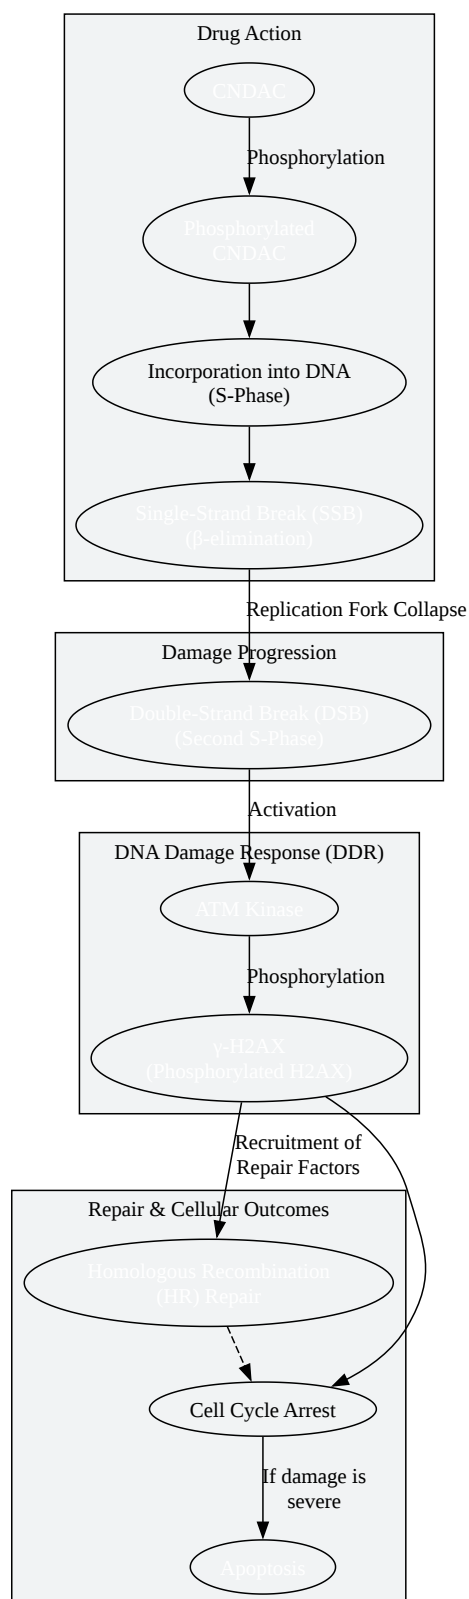 Drug Action
CNDAC
Phosphorylation
Phosphorylated
CNDAC
Incorporation into DNA
(S-Phase)
Single-Strand Break (SSB)
(β-elimination)
Replication Fork Collapse
Damage Progression
Double-Strand Break (DSB)
(Second S-Phase)
Activation
DNA Damage Response (DDR)
ATM Kinase
Phosphorylation
γ-H2AX
(Phosphorylated H2AX)
Recruitment of
Repair Factors
Repair & Cellular Outcomes
Homologous Recombination
(HR) Repair
Cell Cycle Arrest
If damage is
severe
Apoptosis